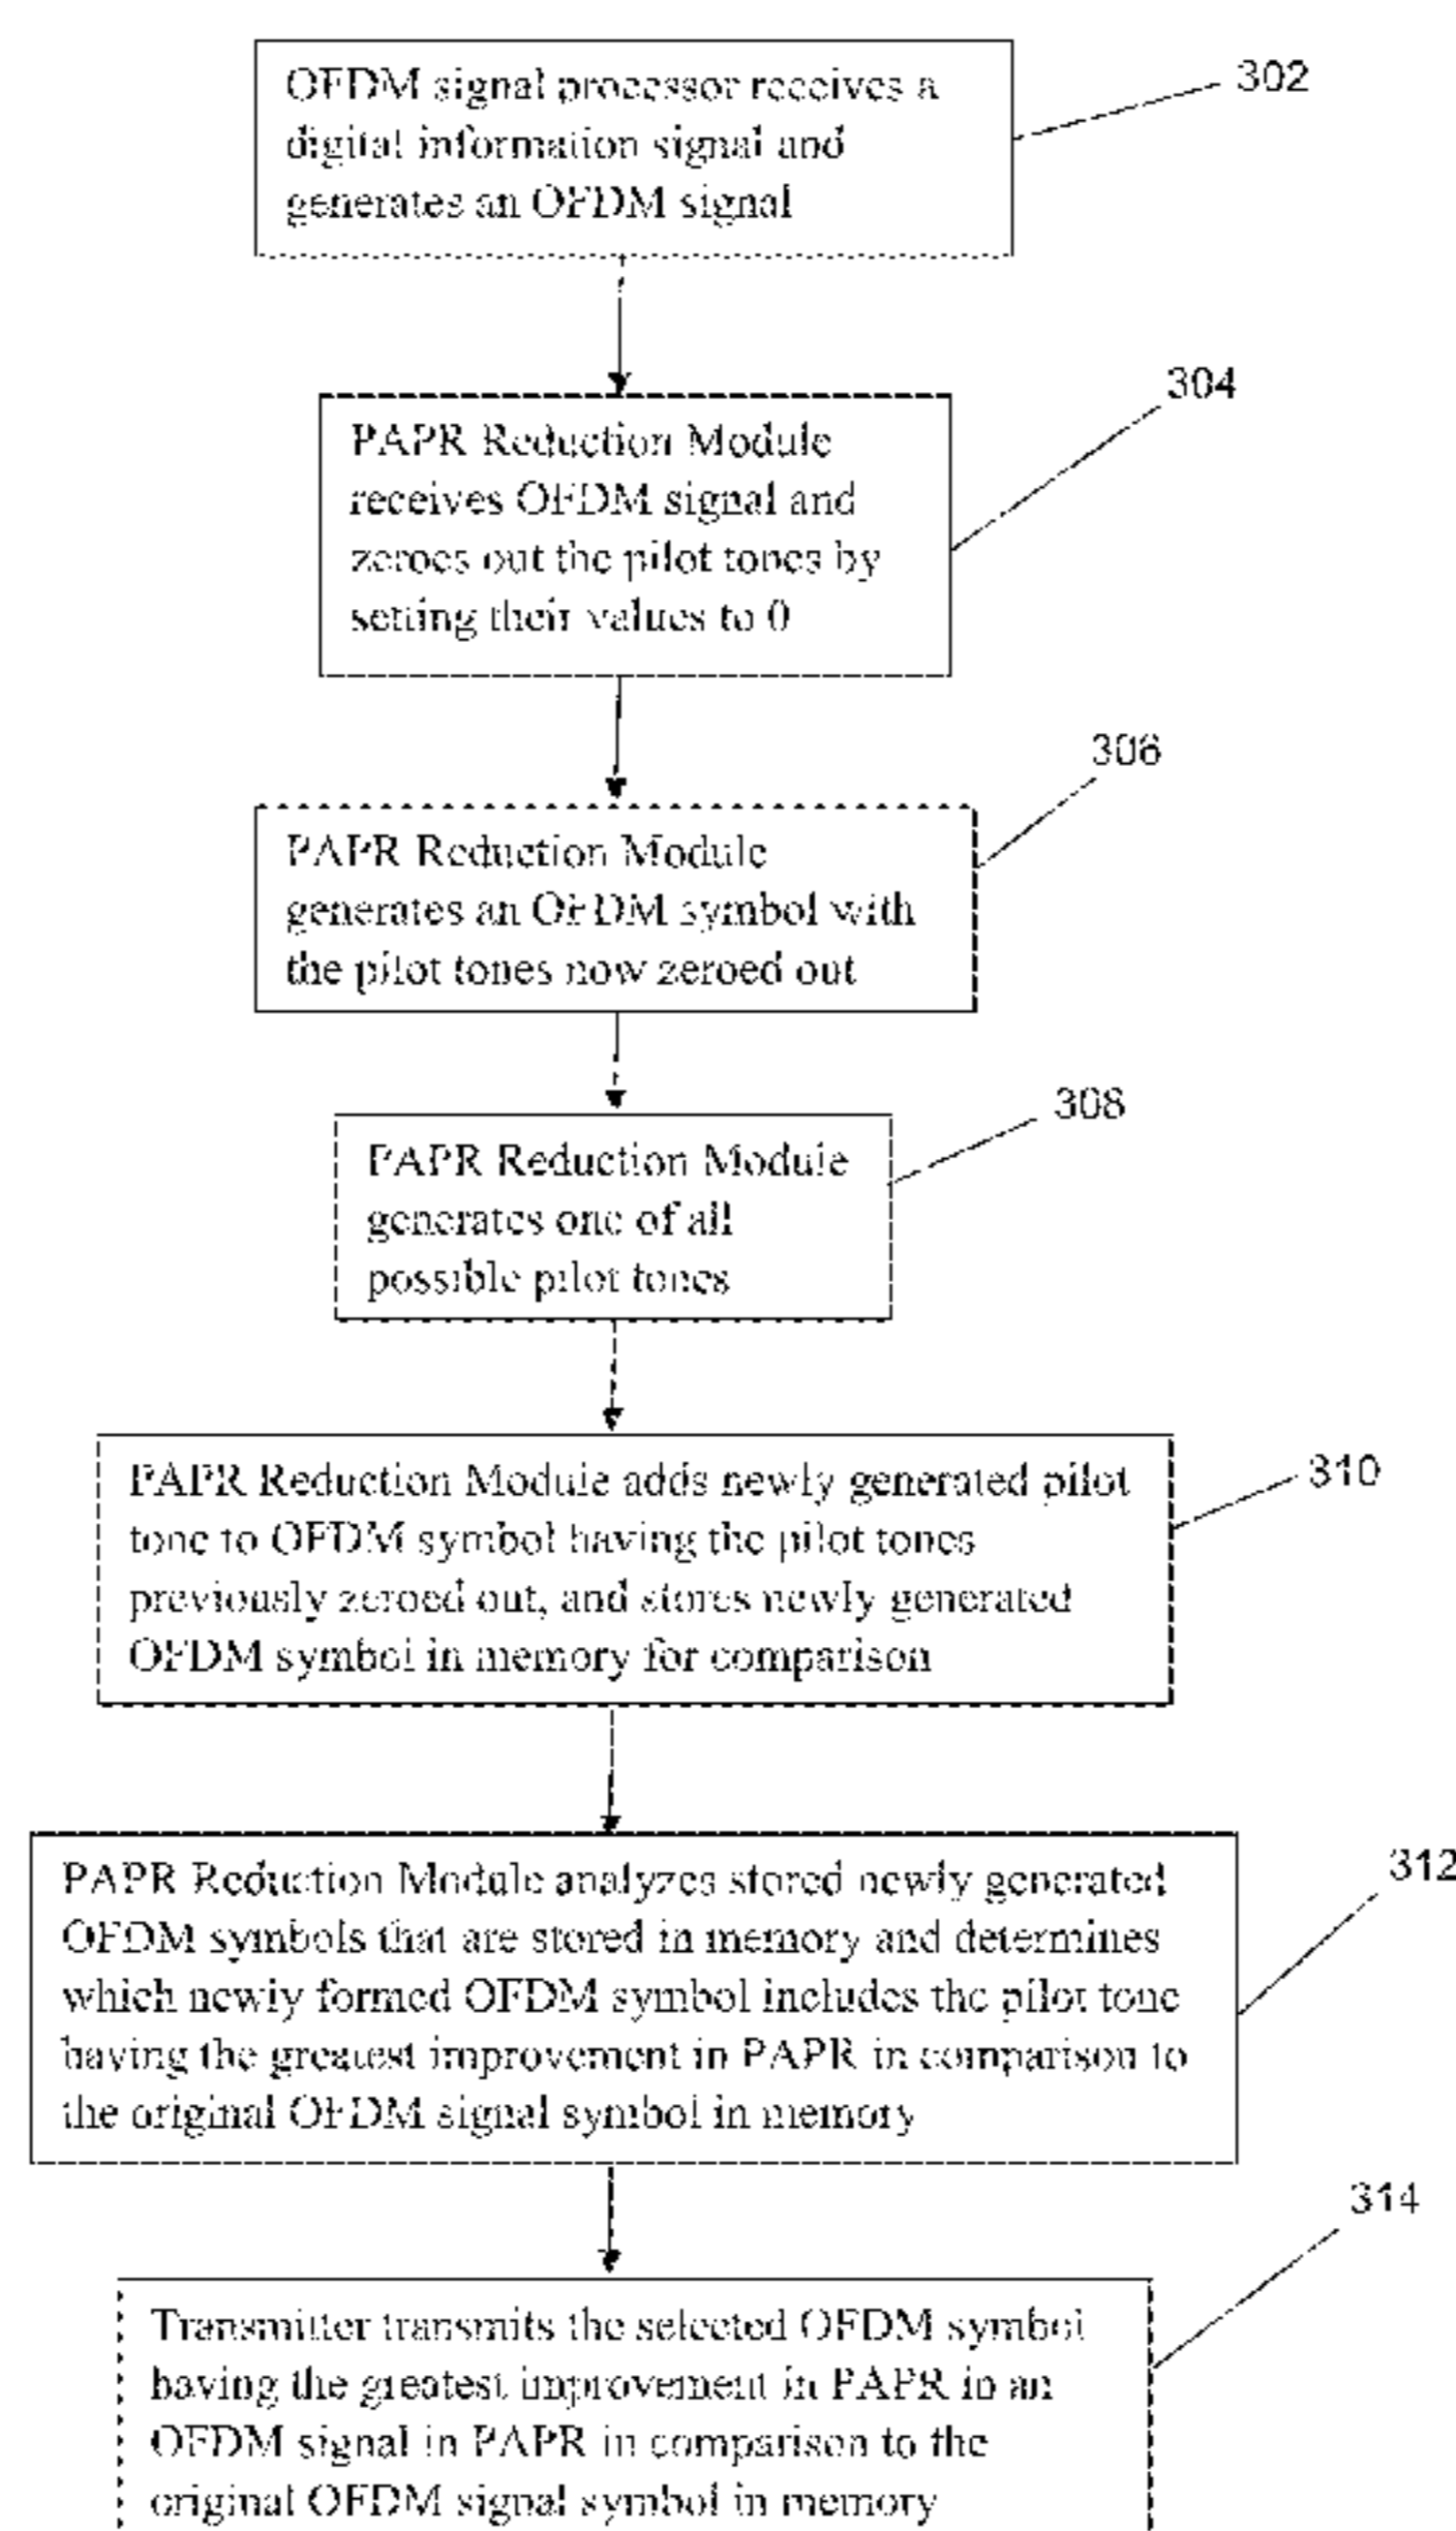 OFDM signal processor receives a
digital information signal and
generates an OFDM signal
302
PAPR Reduction Module
receives OFDM signal and
zeroes out the pilot tones by
setting their values to 0
304
PAPR Reduction Module
generates an OFDM symbol with
the pilot tones now zeroed out
306
PAPR Reduction Module
generates one of all
possible pilot tones
308
PAPR Reduction Module adds newly generated pilot
tone to OFDM symbol having the pilot tones
previously zeroed out, and stores newly generated
OFDM symbol in memory for comparison
310
PAPR Reduction Module analyzes stored newly generated
OFDM symbols that are stored in memory and determines
which newly formed OFDM symbol includes the pilot tone
having the greatest improvement in PAPR in comparison to
the original OFDM signal symbol in memory
312
Transmitter transmits the selected OFDM symbol
having the greatest improvement in PAPR in an
OFDM signal in PAPR in comparison to the
original OFDM signal symbol in memory
314